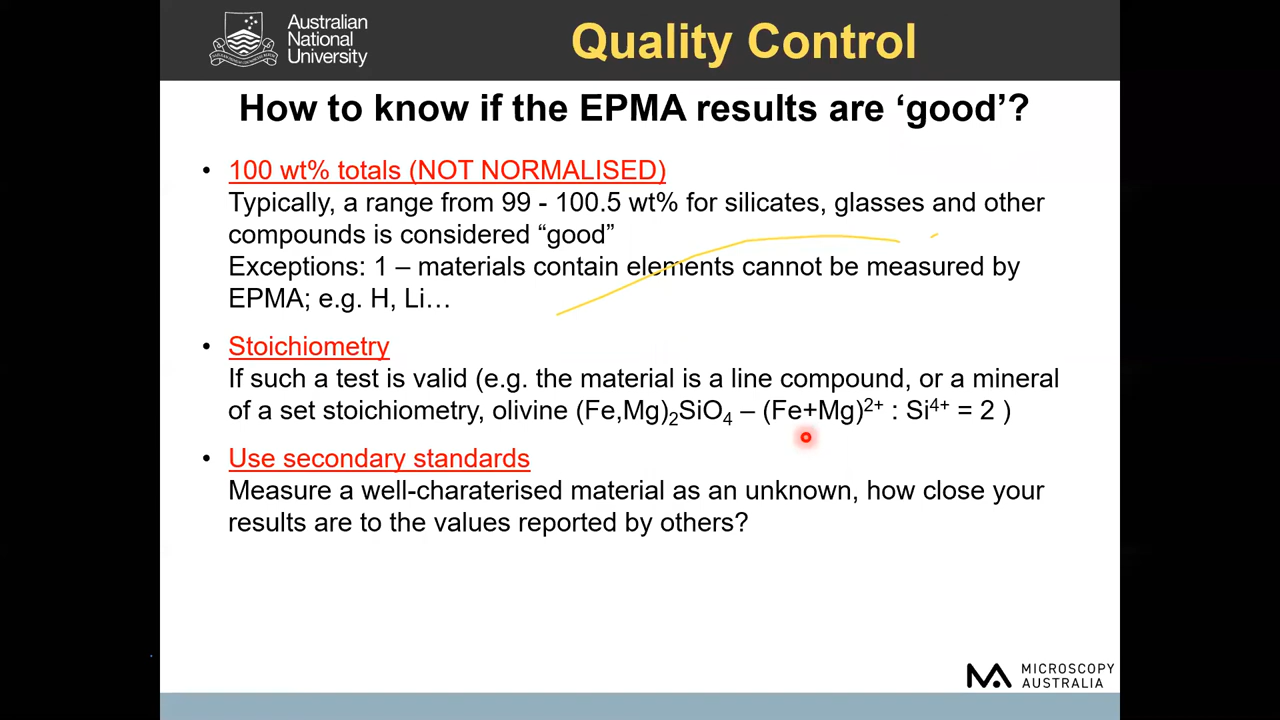 Australian
National
University
Quality Control
How to know if the EPMA results are ‘good’?
• 100 wt% totals (NOT NORMALISED)
Typically, a range from 99 - 100.5 wt% for silicates, glasses and other
compounds is considered “good”
Exceptions: 1 – materials contain elements cannot be measured by
EPMA; e.g. H, Li…
• Stoichiometry
If such a test is valid (e.g. the material is a line compound, or a mineral
of a set stoichiometry, olivine (Fe,Mg)₂SiO₄ – (Fe+Mg)²⁺ : Si⁴⁺ = 2 )
• Use secondary standards
Measure a well-charaterised material as an unknown, how close your
results are to the values reported by others?
MICROSCOPY
AUSTRALIA